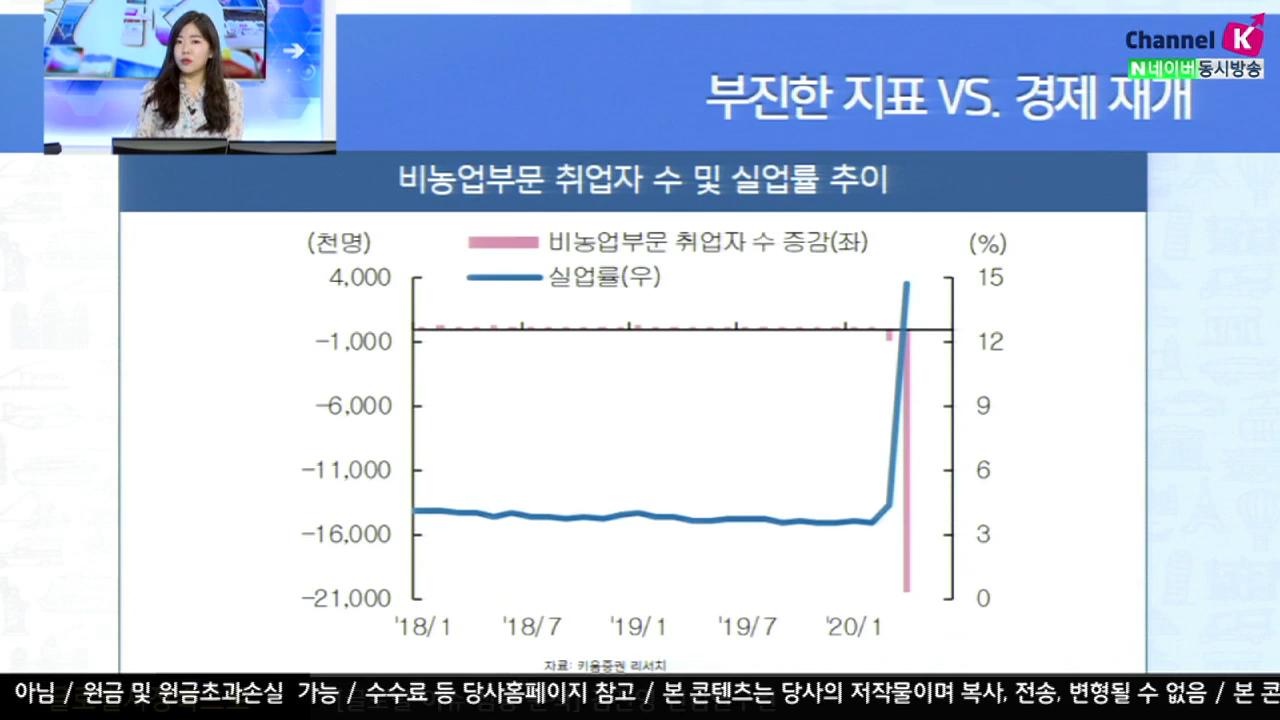 Channel K
N네이버 동시방송
부진한 지표 VS. 경제 재개
비농업부문 취업자 수 및 실업률 추이
(천명)
비농업부문 취업자 수 증감(좌)
(%)
실업률(우)
4,000
15
-1,000
12
-6,000
9
-11,000
6
-16,000
3
-21,000
0
'18/1 '18/7 '19/1 '19/7 '20/1
자료: 키움증권 리서치
아님 / 원금 및 원금초과손실 가능 / 수수료 등 당사홈페이지 참고 / 본 콘텐츠는 당사의 저작물이며 복사, 전송, 변형될 수 없음 / 본 콘